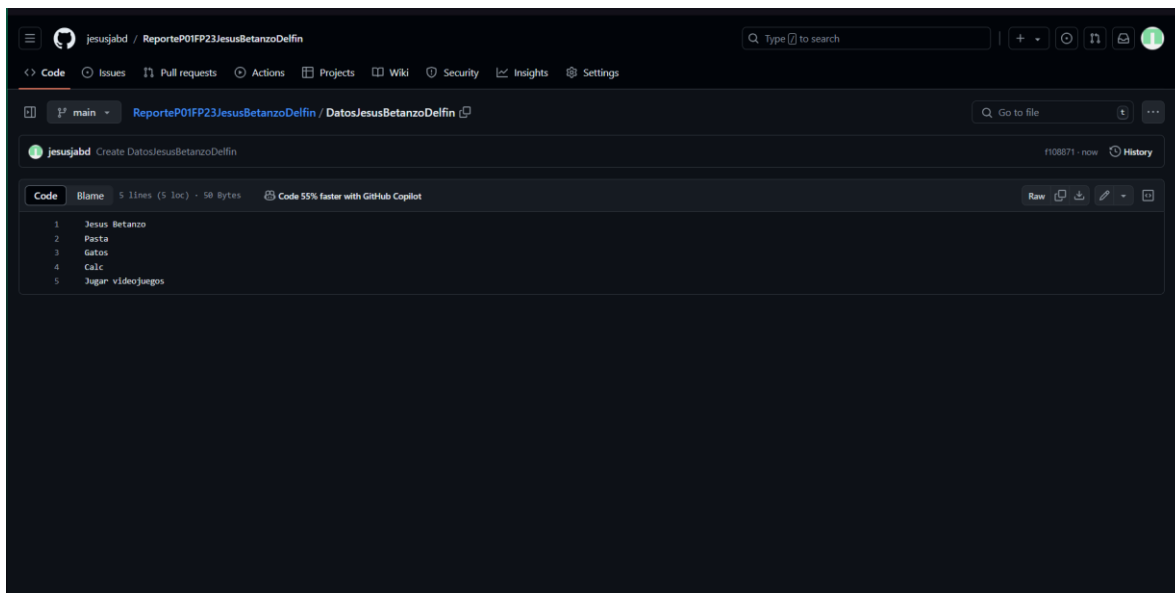 jesusjabd / ReporteP01FP23JesusBetanzoDelfin
Type / to search
Code Issues Pull requests Actions Projects Wiki Security Insights Settings
main ReporteP01FP23JesusBetanzoDelfin / DatosJesusBetanzoDelfin Go to file t
jesusjabd Create DatosJesusBetanzoDelfin f108871 · now History
Code Blame 5 lines (5 loc) · 50 Bytes Code 55% faster with GitHub Copilot Raw
1 Jesus Betanzo
2 Pasta
3 Gatos
4 Calc
5 Jugar videojuegos